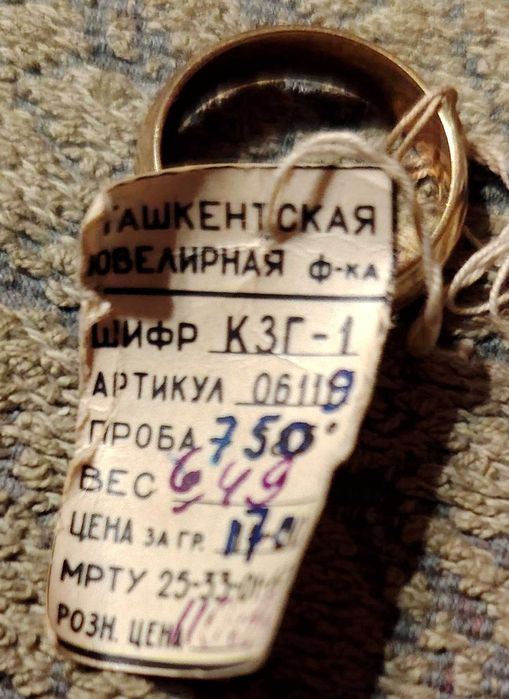 ТАШКЕНТСКАЯ
ЮВЕЛИРНАЯ Ф-КА
ШИФР КЗГ-1
АРТИКУЛ 06119
ПРОБА 750°
ВЕС 649
ЦЕНА ЗА ГР.
МРТУ 25-33-
РОЗН. ЦЕНА